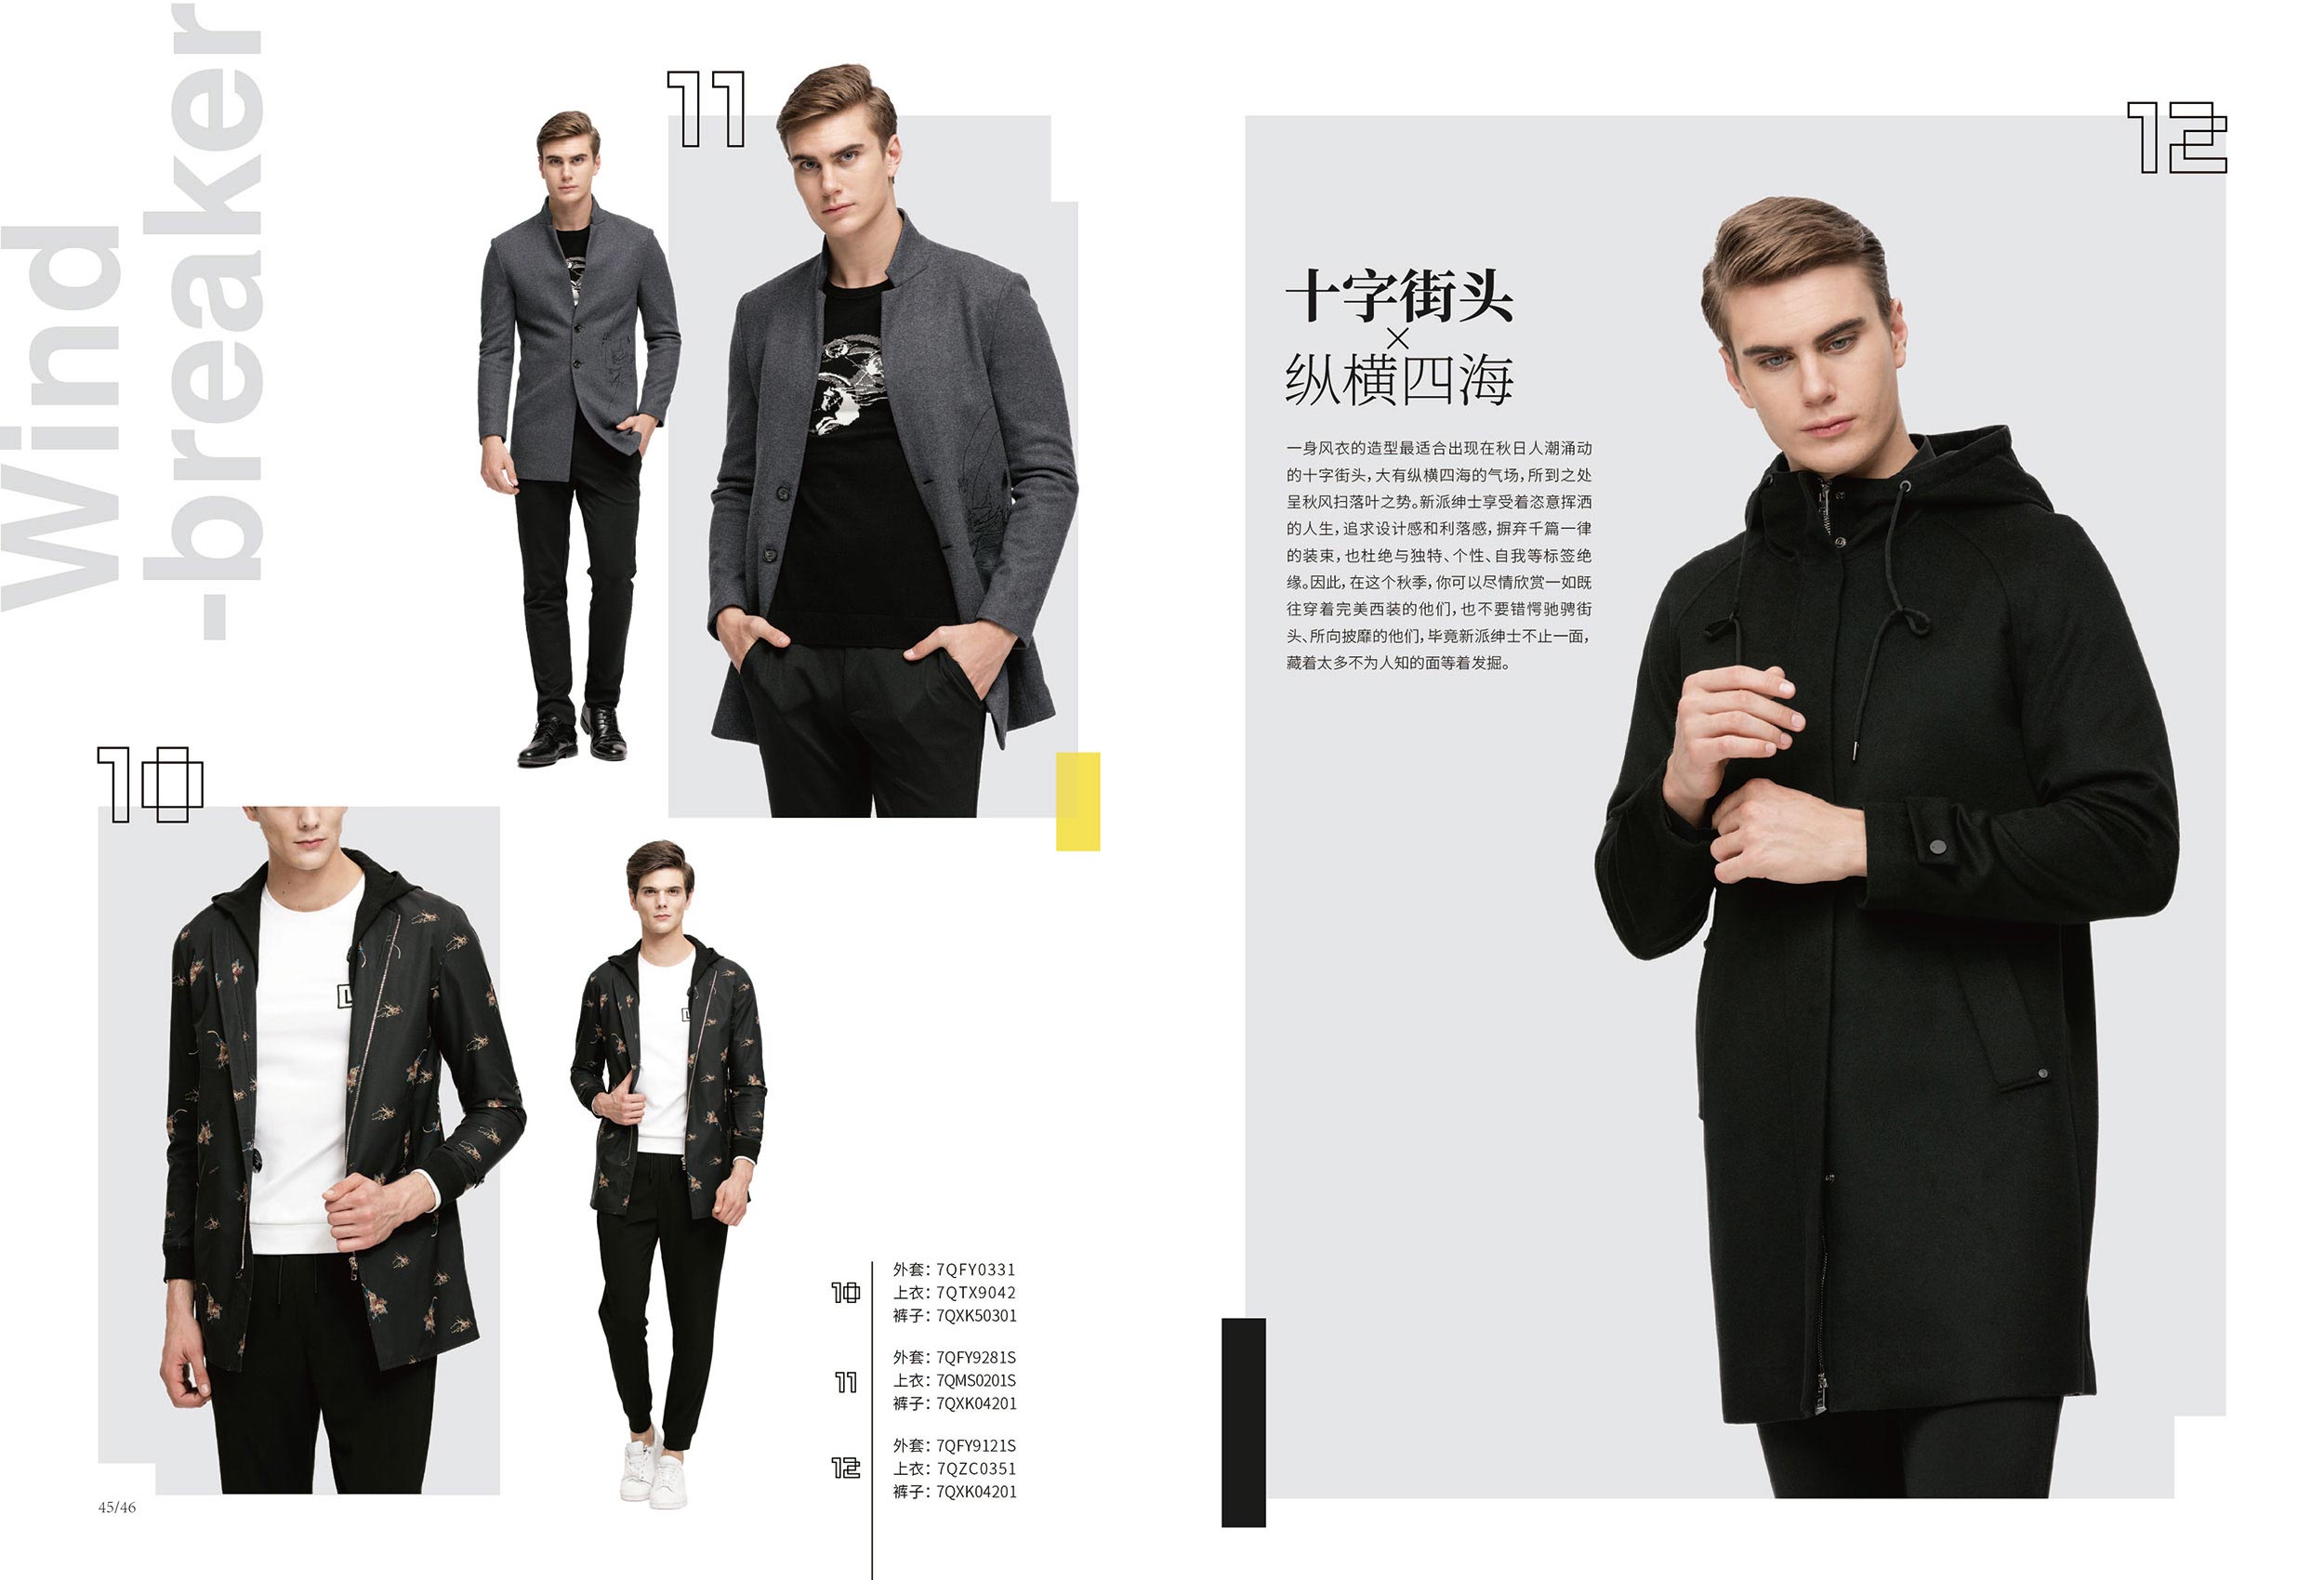 Wind
-breaker
11
10
10
外套：7QFY0331
上衣：7QTX9042
裤子：7QXK50301
11
外套：7QFY9281S
上衣：7QMS0201S
裤子：7QXK04201
12
外套：7QFY9121S
上衣：7QZC0351
裤子：7QXK04201
45/46
12
十字街头
×
纵横四海
一身风衣的造型最适合出现在秋日人潮涌动
的十字街头，大有纵横四海的气场，所到之处
呈秋风扫落叶之势。新派绅士享受着恣意挥洒
的人生，追求设计感和利落感，摒弃千篇一律
的装束，也杜绝与独特、个性、自我等标签绝
缘。因此，在这个秋季，你可以尽情欣赏一如既
往穿着完美西装的他们，也不要错愕驰骋街
头、所向披靡的他们，毕竟新派绅士不止一面，
藏着太多不为人知的面等着发掘。